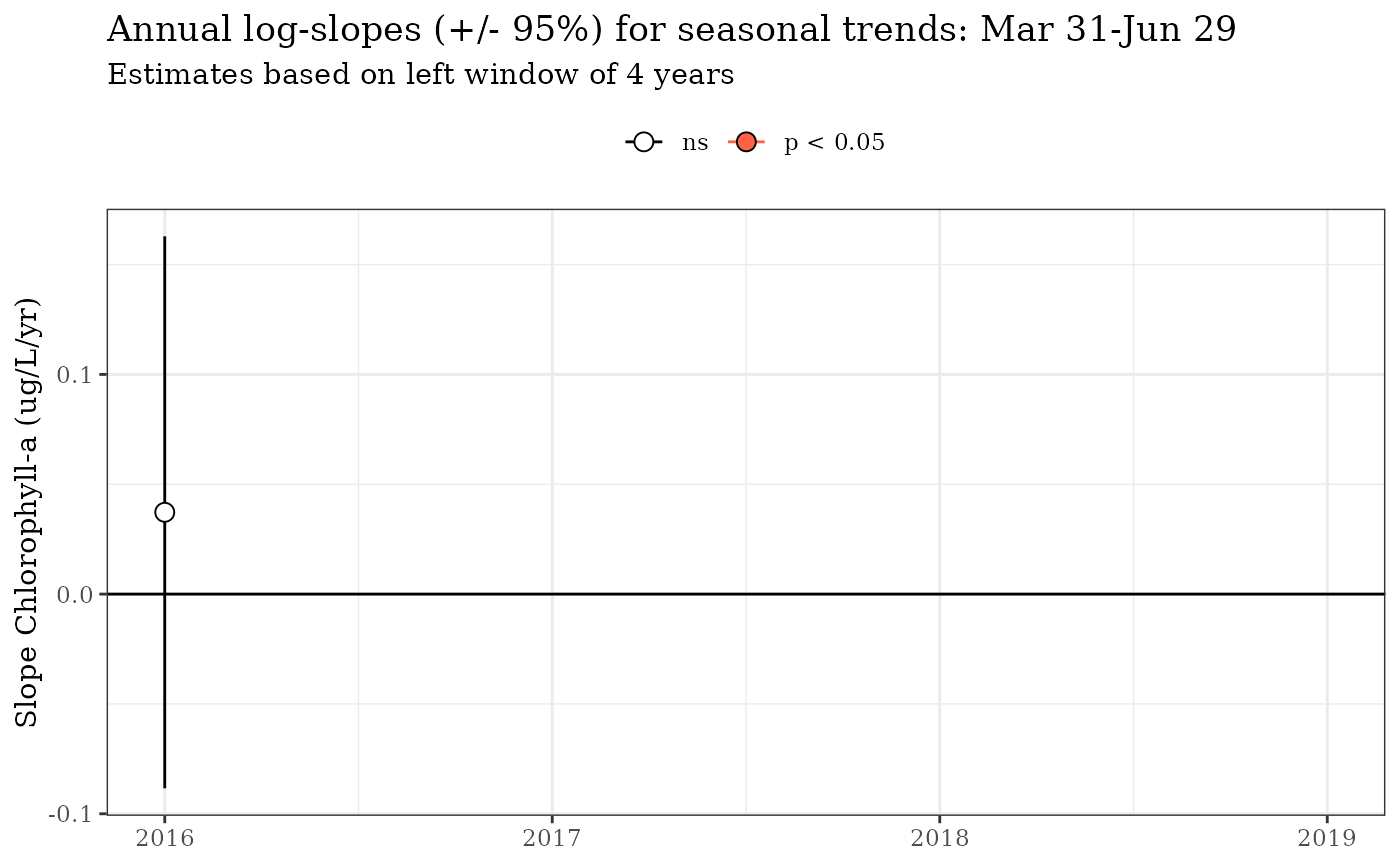 Annual log-slopes (+/- 95%) for seasonal trends: Mar 31-Jun 29
Estimates based on left window of 4 years
ns p < 0.05
Slope Chlorophyll-a (ug/L/yr)
0.1
0.0
-0.1
2016 2017 2018 2019